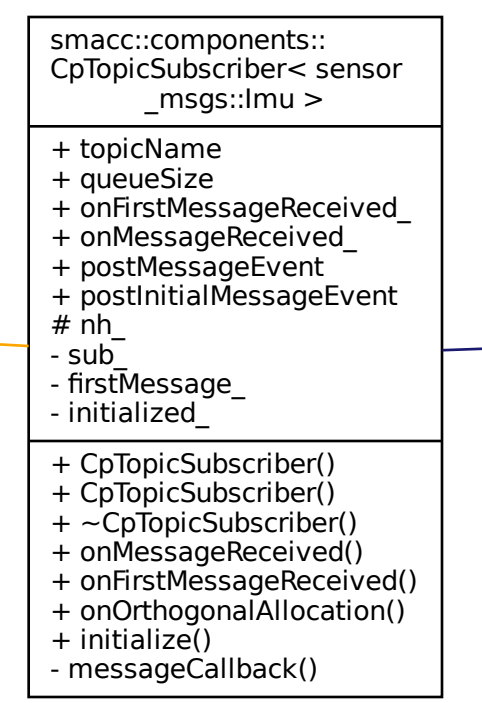 smacc::components::
CpTopicSubscriber< sensor
_msgs::Imu >
+ topicName
+ queueSize
+ onFirstMessageReceived_
+ onMessageReceived_
+ postMessageEvent
+ postInitialMessageEvent
# nh_
- sub_
- firstMessage_
- initialized_
+ CpTopicSubscriber()
+ CpTopicSubscriber()
+ ~CpTopicSubscriber()
+ onMessageReceived()
+ onFirstMessageReceived()
+ onOrthogonalAllocation()
+ initialize()
- messageCallback()